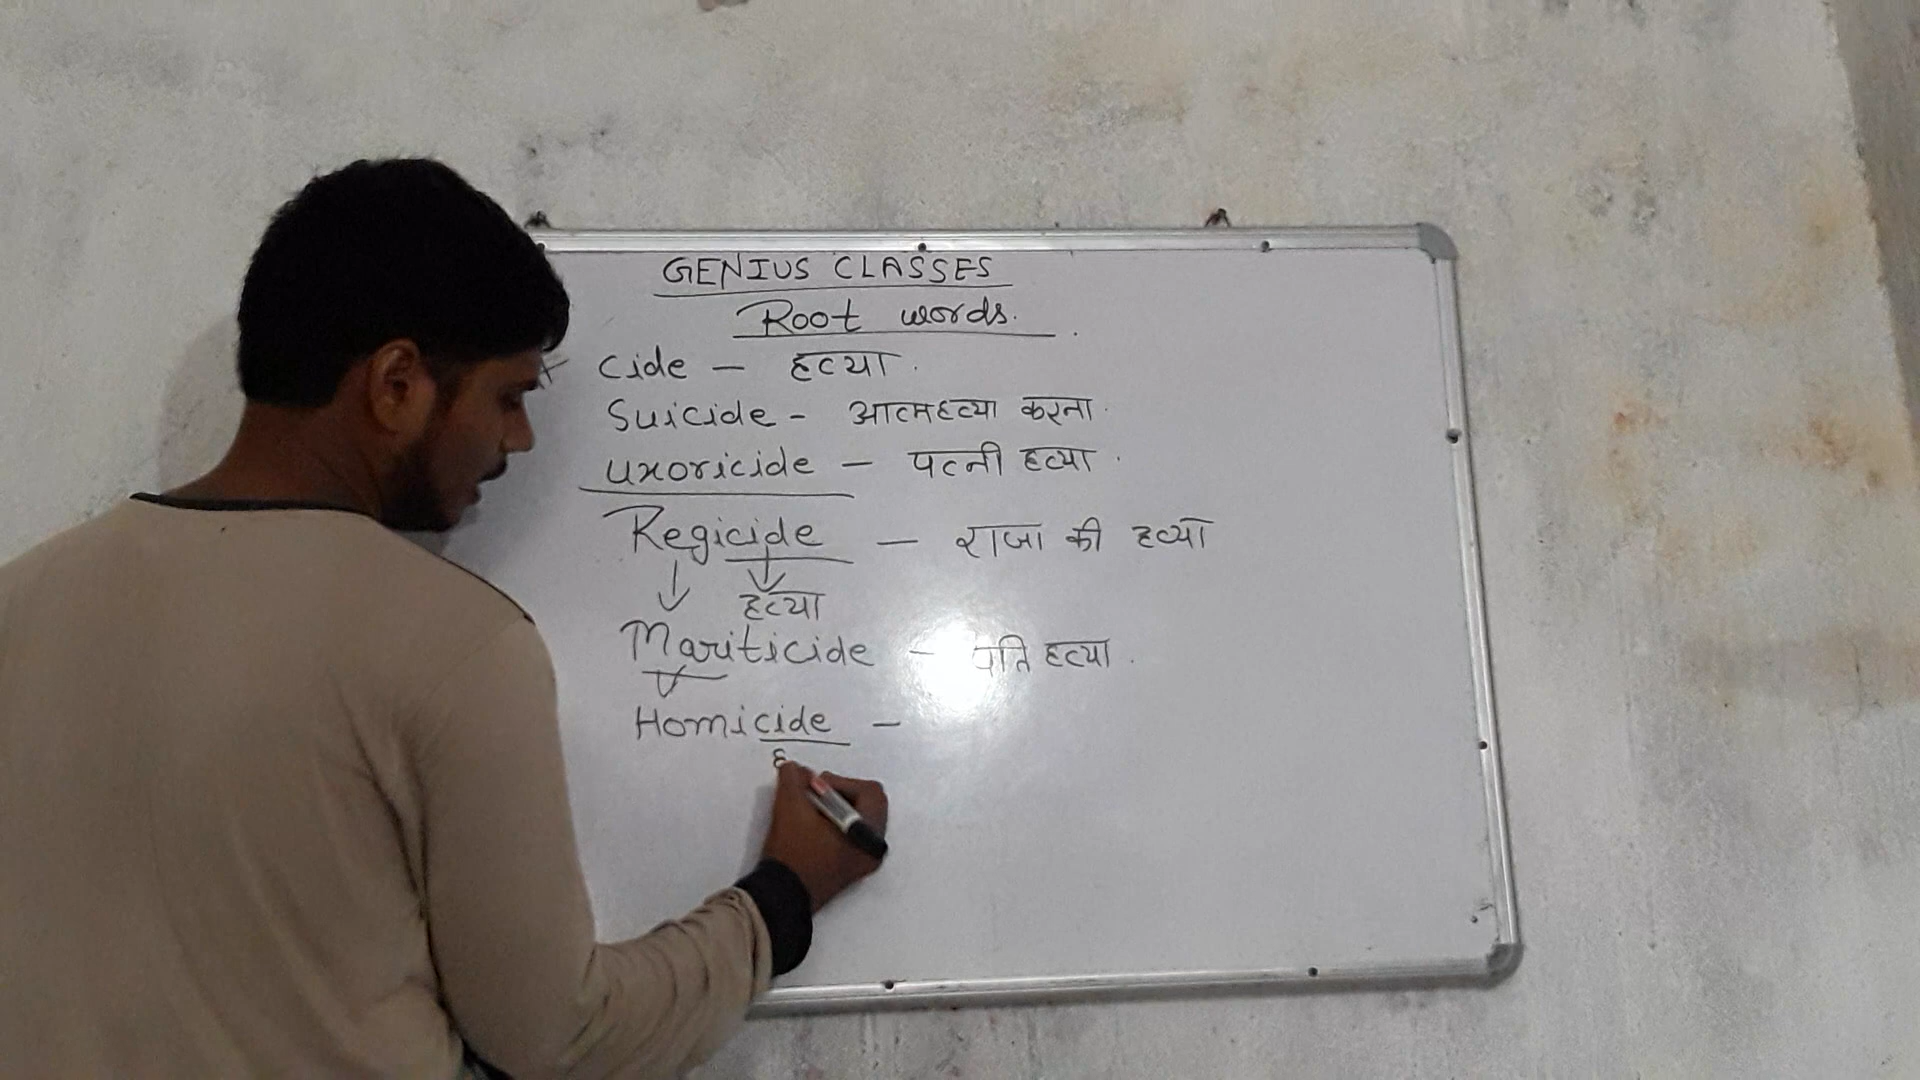 GENIUS CLASSES
Root words.
cide - हत्या.
Suicide - आत्महत्या करना.
uxoricide - पत्नी हत्या.
Regicide - राजा की हत्या
हत्या
Mariticide - पति हत्या.
Homicide -
ह